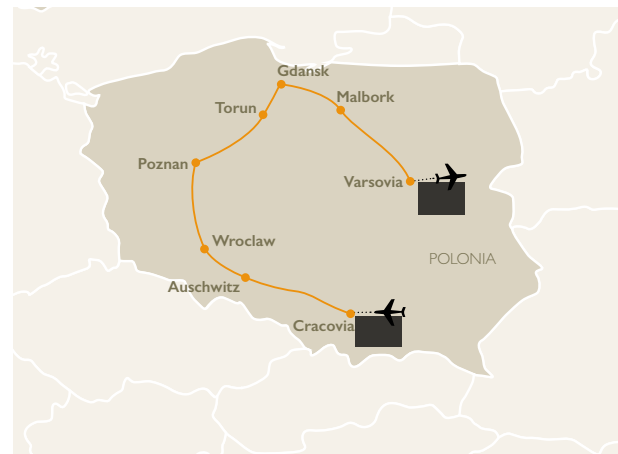 Gdansk
Malbork
Torun
Poznan
Varsovia
Wroclaw
POLONIA
Auschwitz
Cracovia